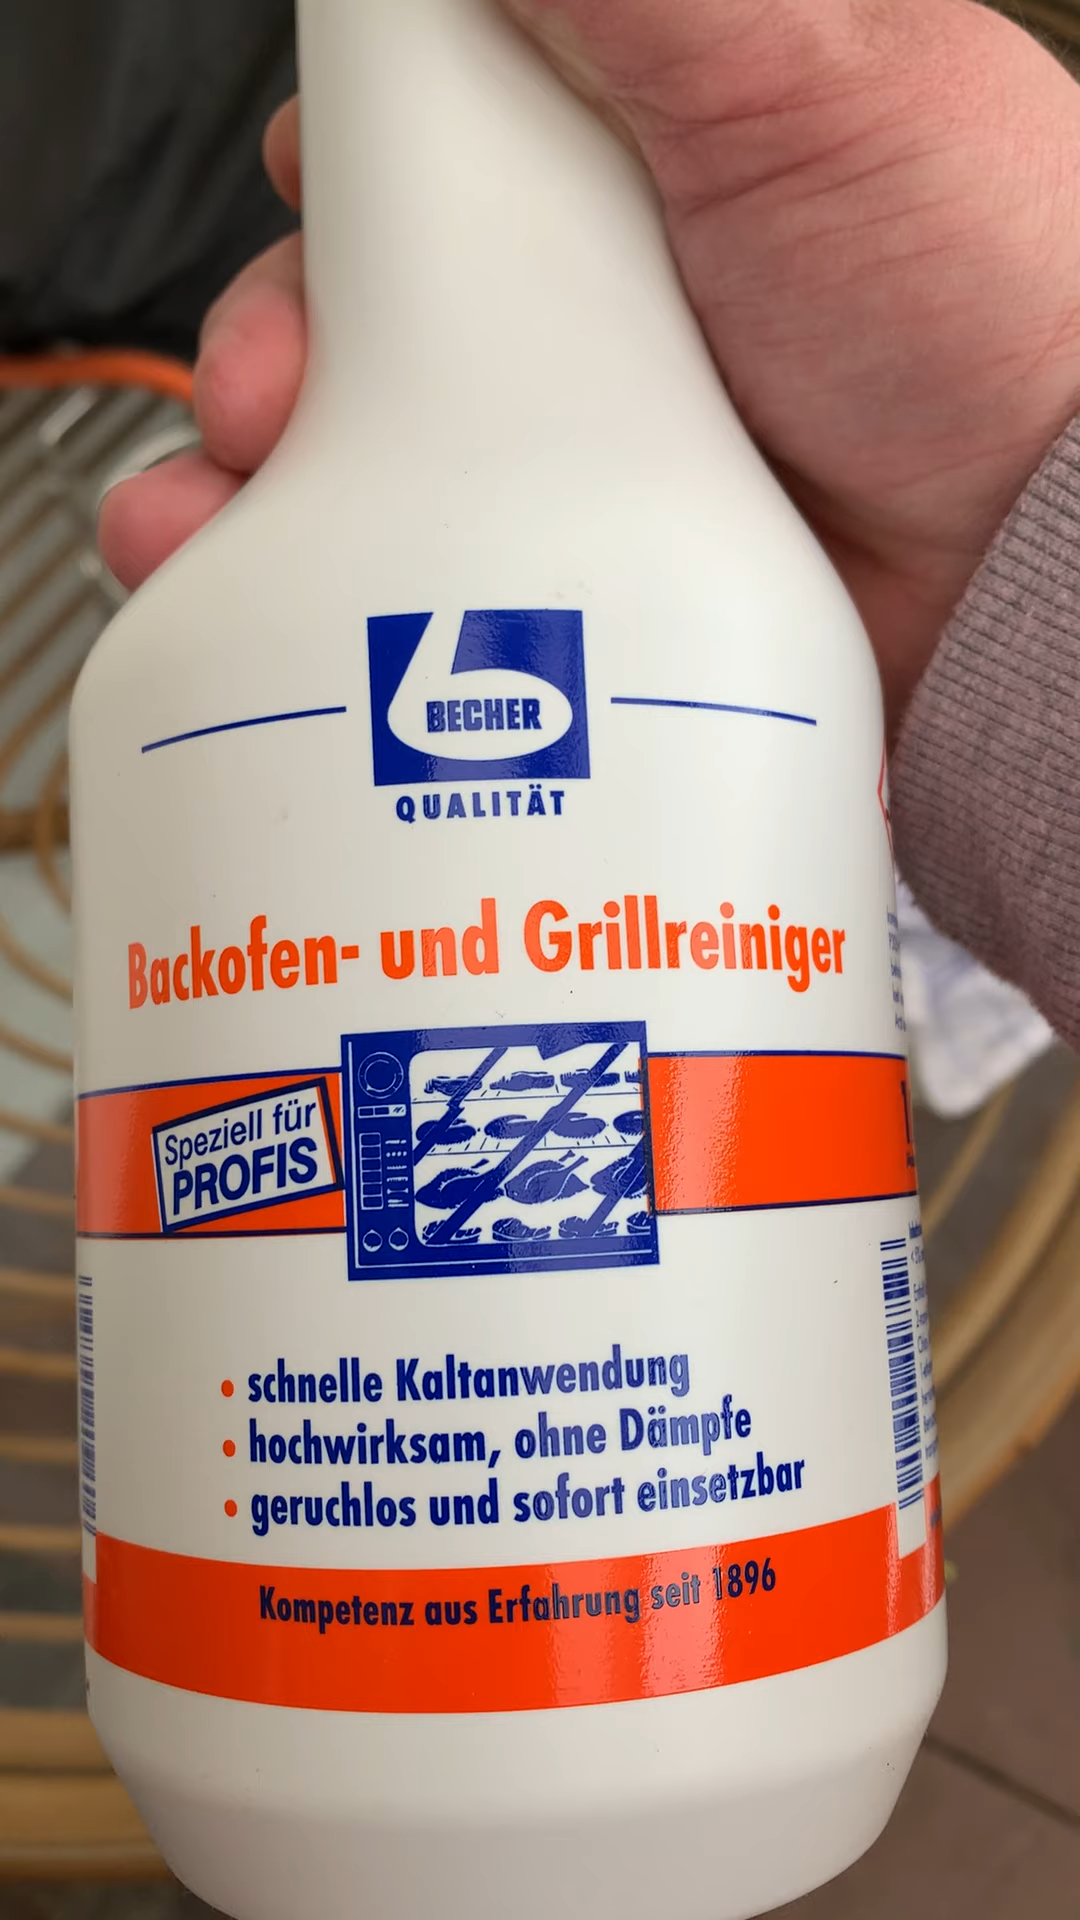 BECHER
QUALITÄT
Backofen- und Grillreiniger
Speziell für
PROFIS
• schnelle Kaltanwendung
• hochwirksam, ohne Dämpfe
• geruchlos und sofort einsetzbar
Kompetenz aus Erfahrung seit 1896